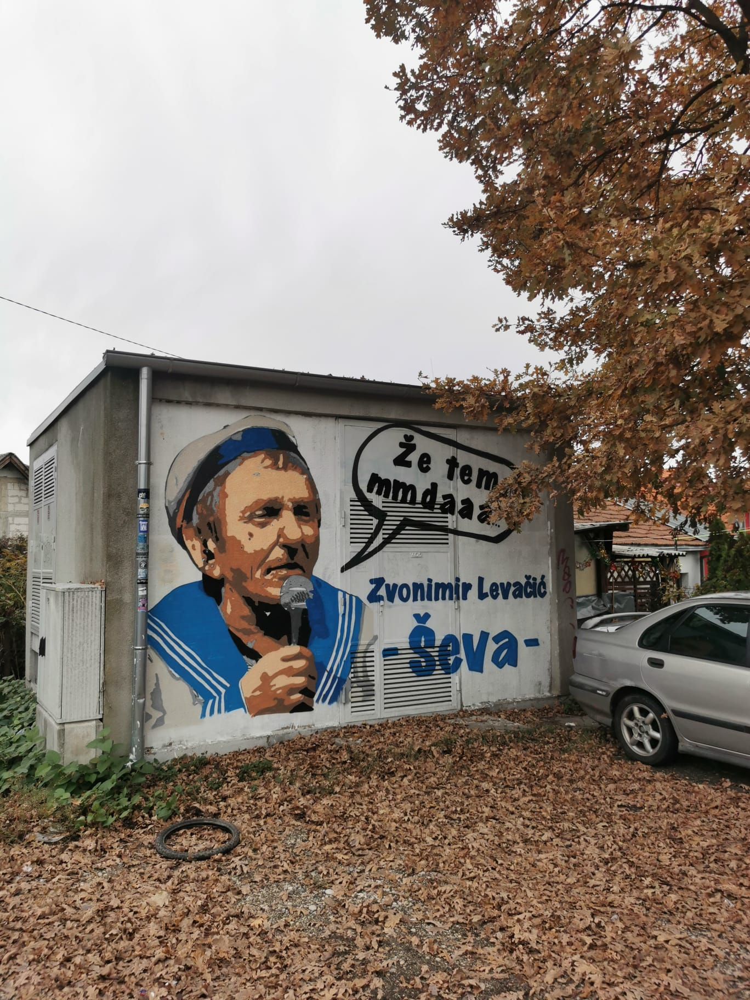 Že tem
mmdaaa...
Zvonimir Levačić
-Ševa-